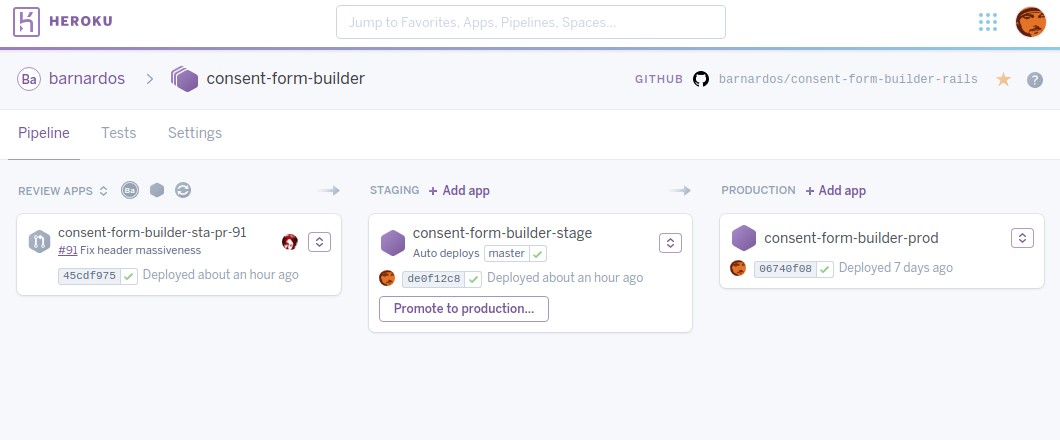 HEROKU
Jump to Favorites, Apps, Pipelines, Spaces...
Ba barnardos > consent-form-builder
GITHUB barnardos/consent-form-builder-rails ?
Pipeline Tests Settings
REVIEW APPS Ba
consent-form-builder-sta-pr-91
#91 Fix header massiveness
45cdf975 Deployed about an hour ago
STAGING + Add app
consent-form-builder-stage
Auto deploys master
de0f12c8 Deployed about an hour ago
Promote to production...
PRODUCTION + Add app
consent-form-builder-prod
06740f08 Deployed 7 days ago